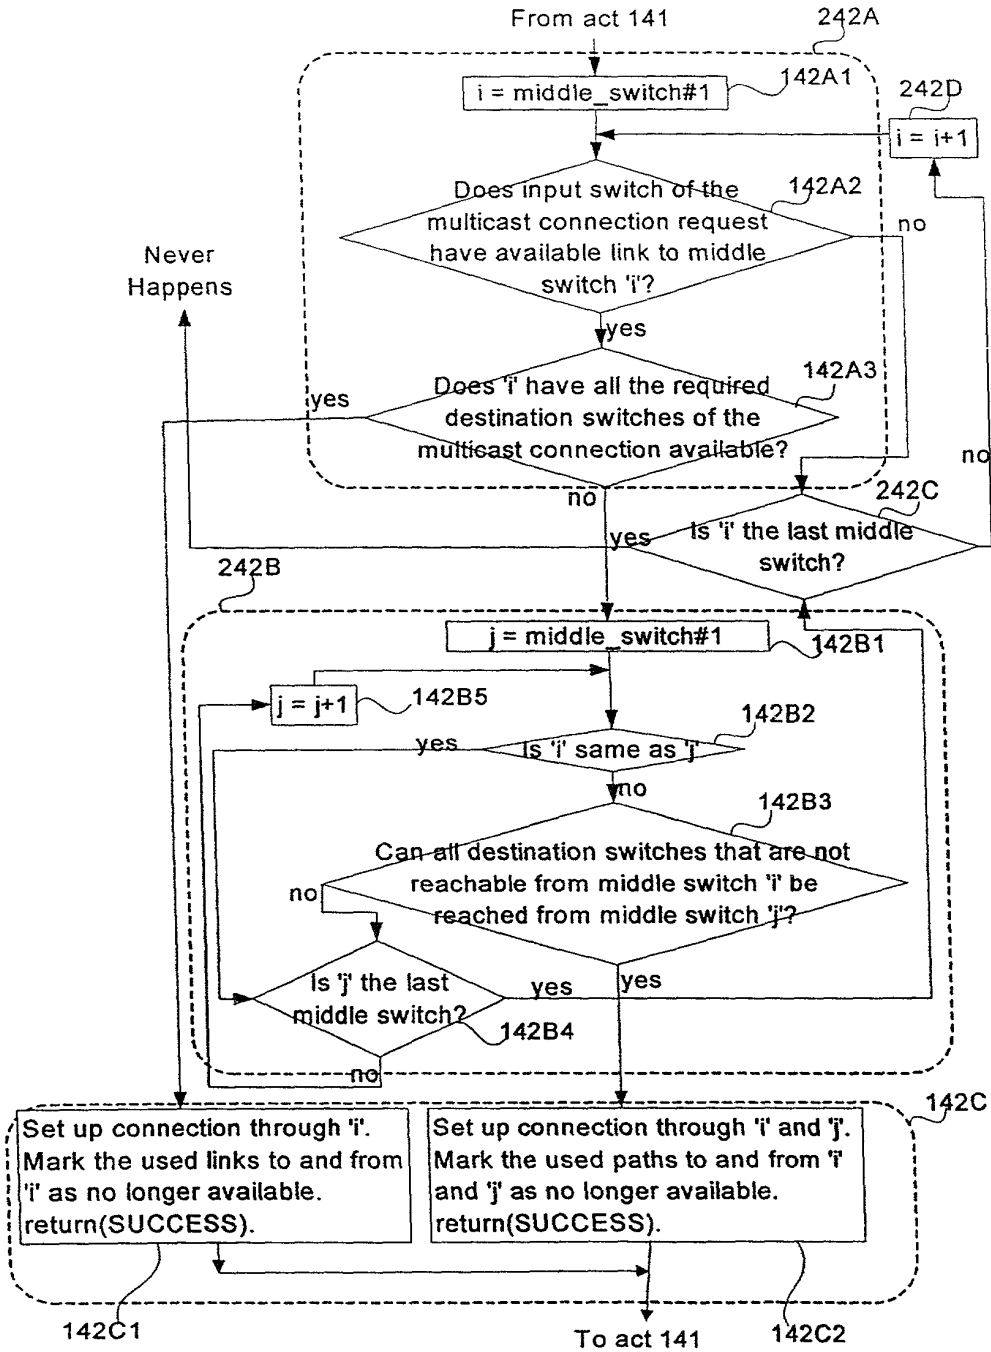 From act 141
242A
142A1
i = middle_switch#1
242D
i = i+1
Does input switch of the
multicast connection request
have available link to middle
switch 'i'?
142A2
no
Never
Happens
yes
Does 'i' have all the required
destination switches of the
multicast connection available?
142A3
yes
no
no
242C
Is 'i' the last middle
switch?
yes
242B
j = middle_switch#1
142B1
j = j+1
142B5
142B2
Is 'i' same as 'j'
yes
no
142B3
Can all destination switches that are not
reachable from middle switch 'i' be
reached from middle switch 'j'?
no
Is 'j' the last
middle switch?
yes
yes
142B4
no
142C
Set up connection through 'i'.
Mark the used links to and from
'i' as no longer available.
return(SUCCESS).
Set up connection through 'i' and 'j'.
Mark the used paths to and from 'i'
and 'j' as no longer available.
return(SUCCESS).
142C1
To act 141
142C2